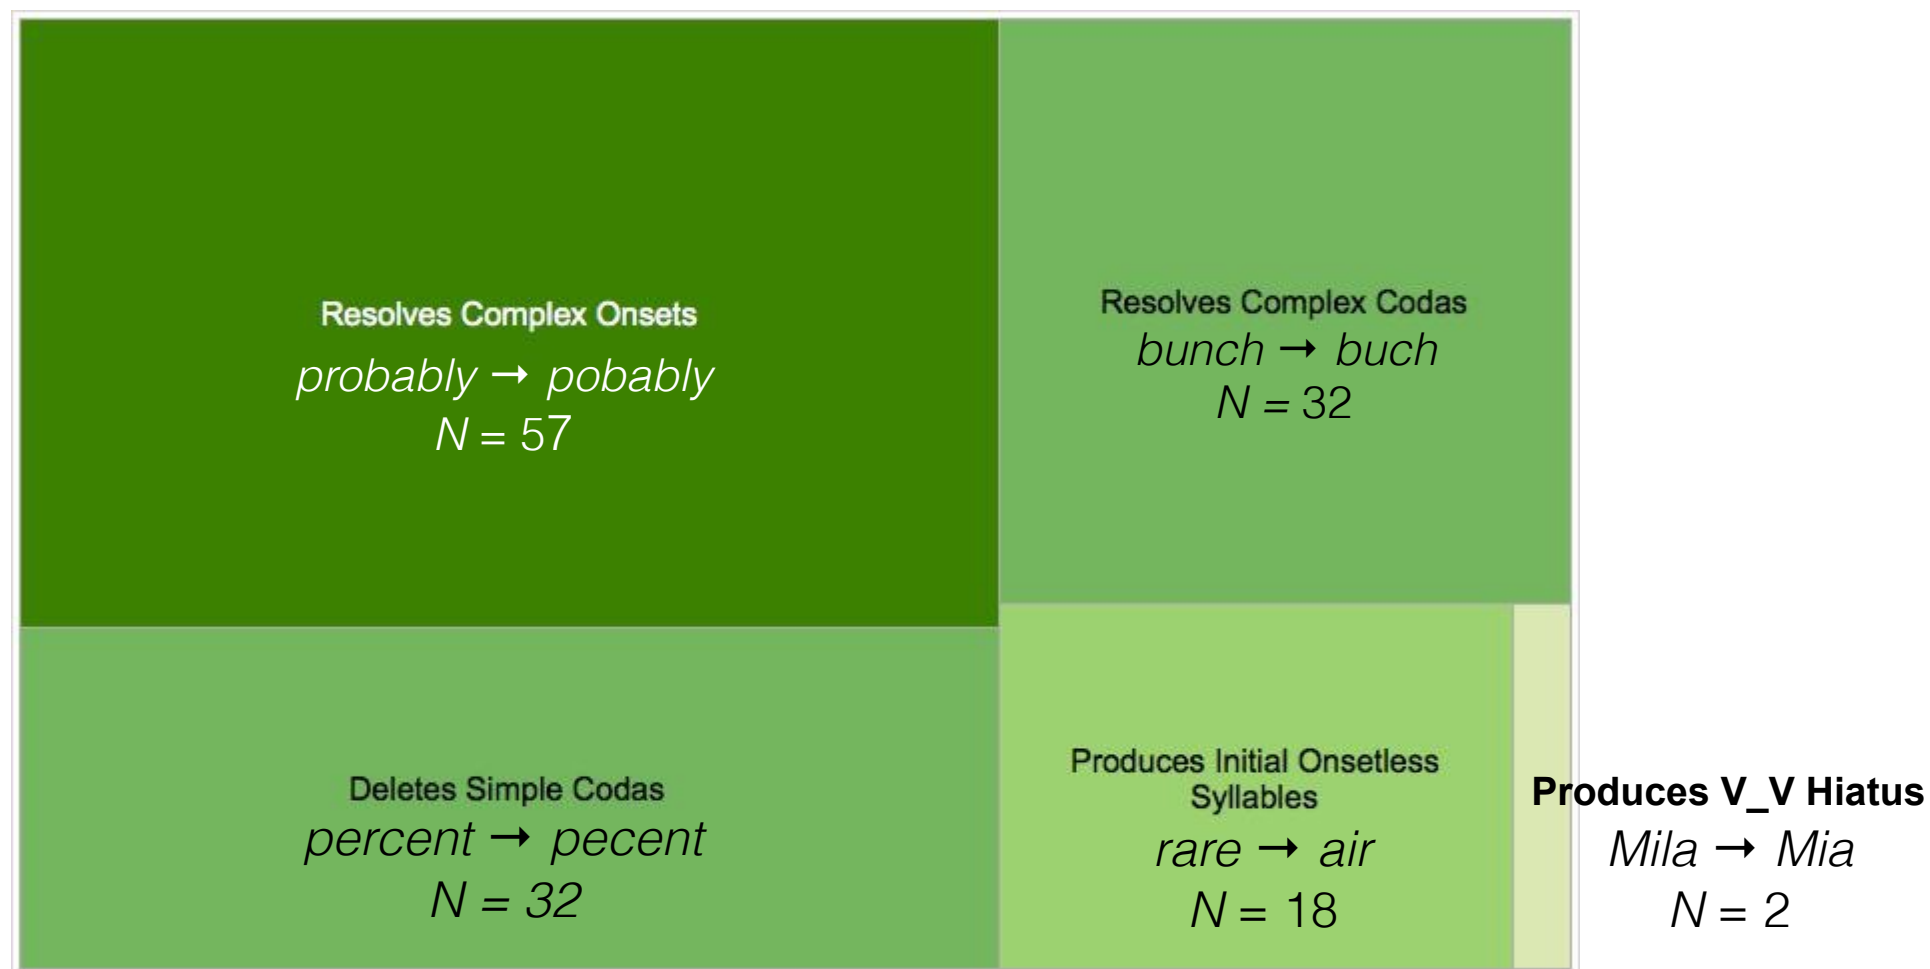 Resolves Complex Onsets
probably → pobably
N = 57
Resolves Complex Codas
bunch → buch
N = 32
Deletes Simple Codas
percent → pecent
N = 32
Produces Initial Onsetless
Syllables
rare → air
N = 18
Produces V_V Hiatus
Mila → Mia
N = 2